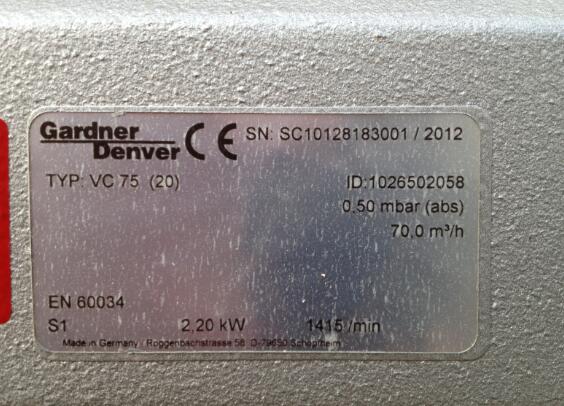 Gardner
Denver CE SN: SC10128183001 / 2012
TYP: VC 75 (20) ID:1026502058
0,50 mbar (abs)
70,0 m³/h
EN 60034
S1 2,20 kW 1415 /min
Made in Germany / Roggenbachstrasse 58 D-79650 Schopfheim